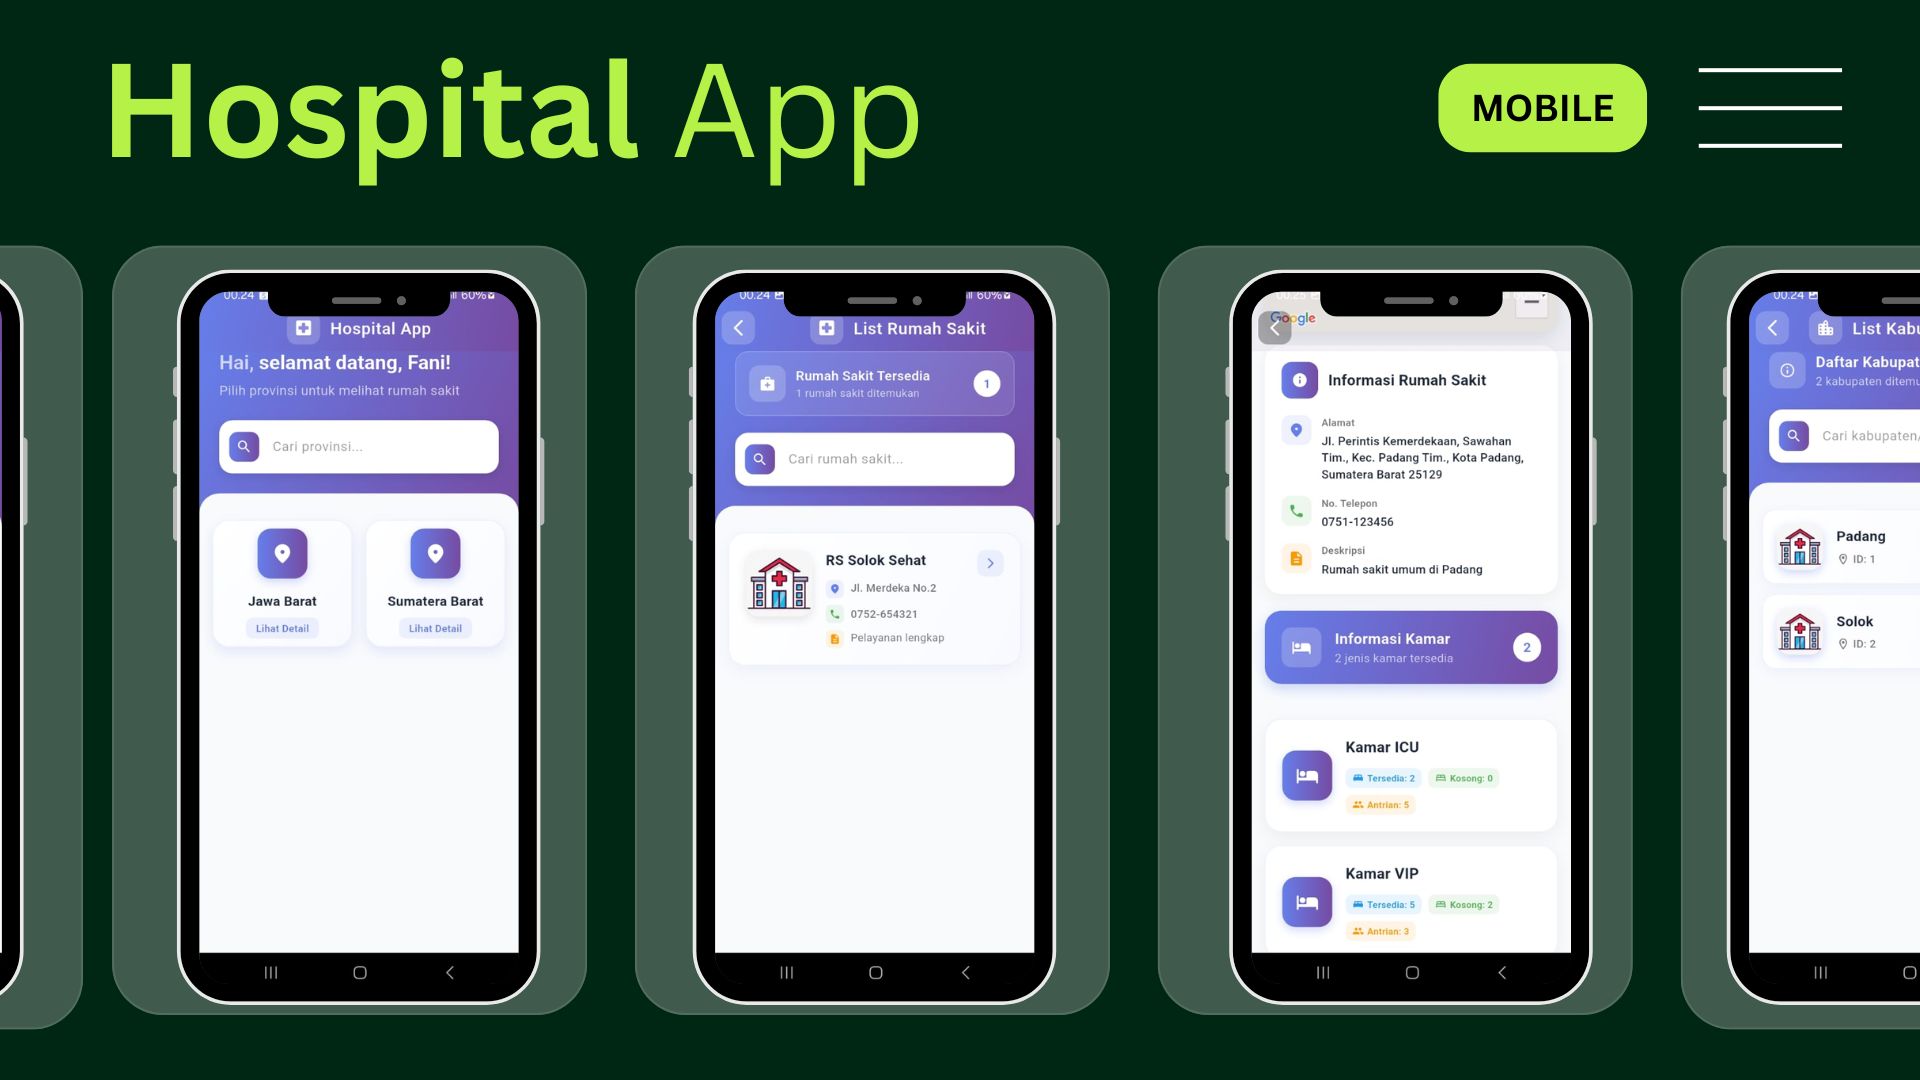 Hospital App
MOBILE
00.24
60%
Hospital App
Hai, selamat datang, Fani!
Pilih provinsi untuk melihat rumah sakit
Cari provinsi...
Jawa Barat
Lihat Detail
Sumatera Barat
Lihat Detail
00.24
60%
List Rumah Sakit
Rumah Sakit Tersedia
1 rumah sakit ditemukan
1
Cari rumah sakit...
RS Solok Sehat
Jl. Merdeka No.2
0752-654321
Pelayanan lengkap
Google
Informasi Rumah Sakit
Alamat
Jl. Perintis Kemerdekaan, Sawahan
Tim., Kec. Padang Tim., Kota Padang,
Sumatera Barat 25129
No. Telepon
0751-123456
Deskripsi
Rumah sakit umum di Padang
Informasi Kamar
2 jenis kamar tersedia
2
Kamar ICU
Tersedia: 2
Kosong: 0
Antrian: 5
Kamar VIP
Tersedia: 5
Kosong: 2
Antrian: 3
00.24
List Kabu
Daftar Kabupat
2 kabupaten ditemu
Cari kabupaten/
Padang
ID: 1
Solok
ID: 2